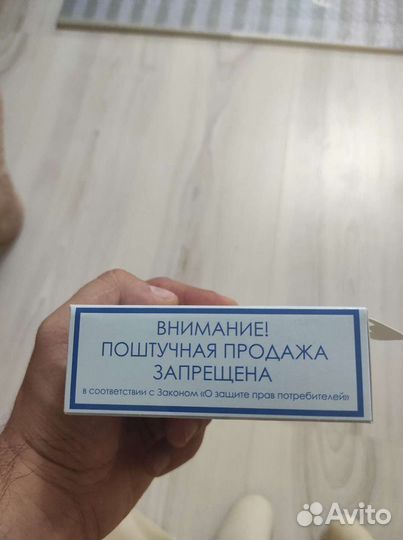 ВНИМАНИЕ!
ПОШТУЧНАЯ ПРОДАЖА
ЗАПРЕЩЕНА
в соответствии с Законом «О защите прав потребителей»
Avito